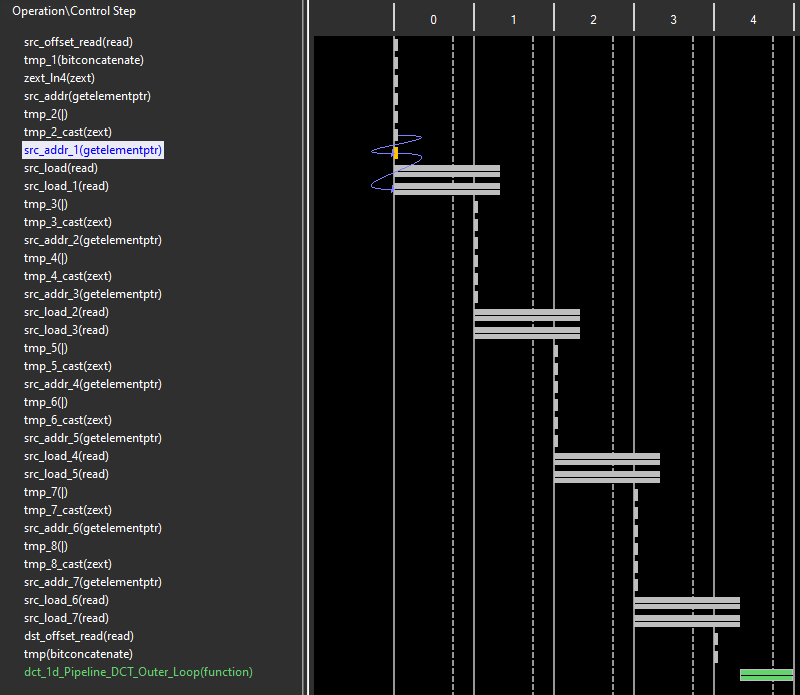 Operation\Control Step
0 1 2 3 4
src_offset_read(read)
tmp_1(bitconcatenate)
zext_ln4(zext)
src_addr(getelementptr)
tmp_2(|)
tmp_2_cast(zext)
src_addr_1(getelementptr)
src_load(read)
src_load_1(read)
tmp_3(|)
tmp_3_cast(zext)
src_addr_2(getelementptr)
tmp_4(|)
tmp_4_cast(zext)
src_addr_3(getelementptr)
src_load_2(read)
src_load_3(read)
tmp_5(|)
tmp_5_cast(zext)
src_addr_4(getelementptr)
tmp_6(|)
tmp_6_cast(zext)
src_addr_5(getelementptr)
src_load_4(read)
src_load_5(read)
tmp_7(|)
tmp_7_cast(zext)
src_addr_6(getelementptr)
tmp_8(|)
tmp_8_cast(zext)
src_addr_7(getelementptr)
src_load_6(read)
src_load_7(read)
dst_offset_read(read)
tmp(bitconcatenate)
dct_1d_Pipeline_DCT_Outer_Loop(function)